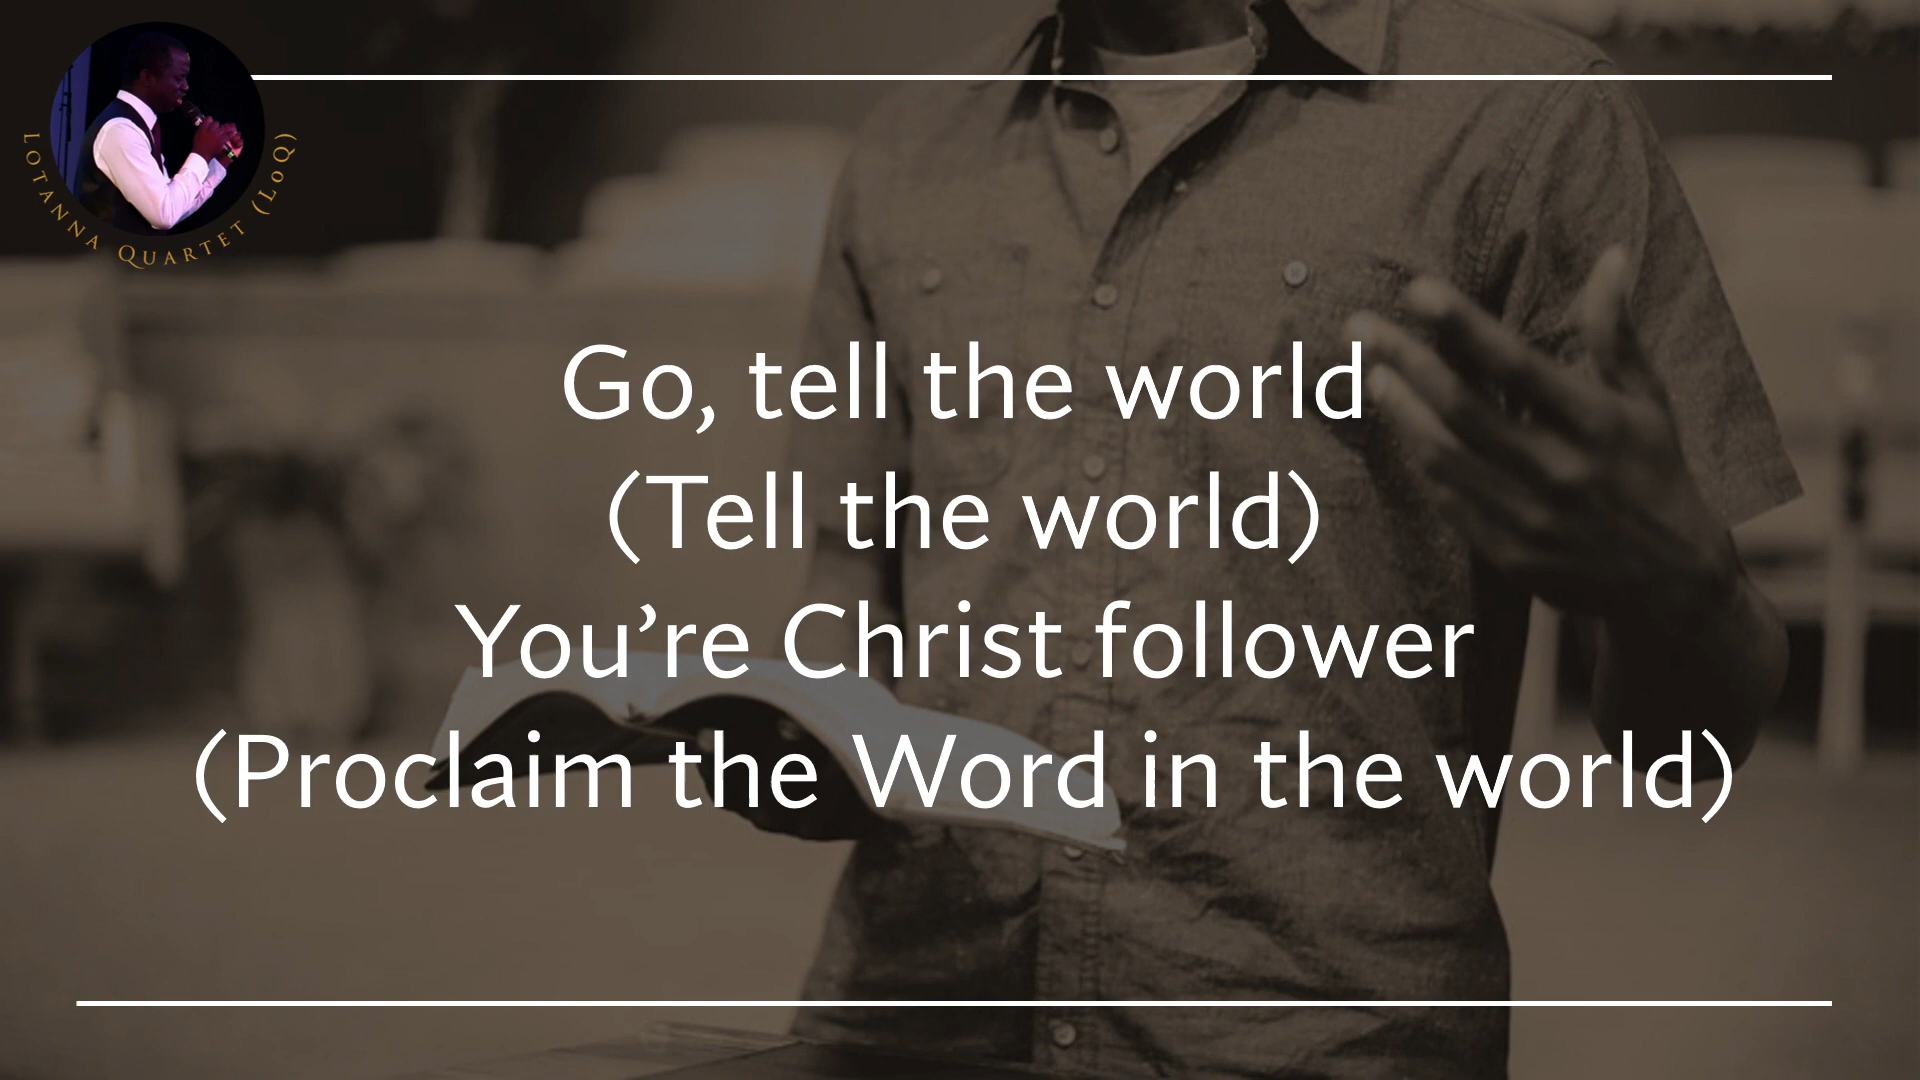 LOTANNA QUARTET (LoQ)
Go, tell the world
(Tell the world)
You’re Christ follower
(Proclaim the Word in the world)